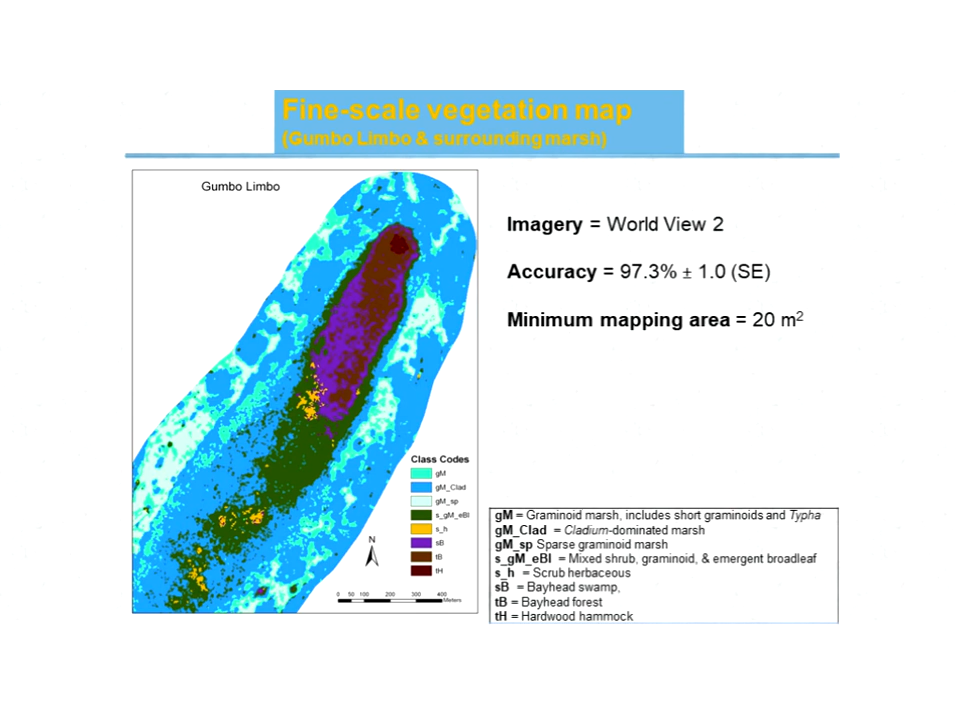 Fine-scale vegetation map
(Gumbo Limbo & surrounding marsh)
Gumbo Limbo
Imagery = World View 2
Accuracy = 97.3% ± 1.0 (SE)
Minimum mapping area = 20 m²
Class Codes
gM
gM_Clad
gM_sp
s_gM_eBl
s_h
sB
tB
tH
N
0 50 100 200 300 400
Meters
gM = Graminoid marsh, includes short graminoids and Typha
gM_Clad = Cladium-dominated marsh
gM_sp Sparse graminoid marsh
s_gM_eBl = Mixed shrub, graminoid, & emergent broadleaf
s_h = Scrub herbaceous
sB = Bayhead swamp,
tB = Bayhead forest
tH = Hardwood hammock